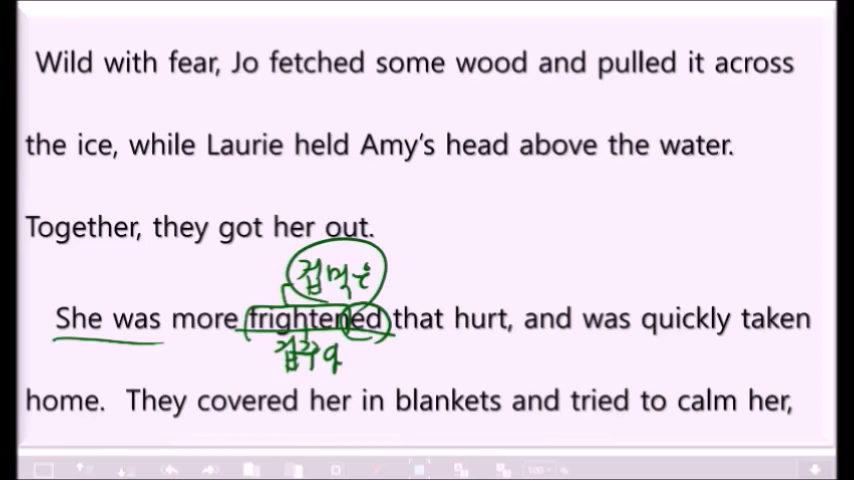 Wild with fear, Jo fetched some wood and pulled it across
the ice, while Laurie held Amy's head above the water.
Together, they got her out.
겁먹은
She was more frightened that hurt, and was quickly taken
겁주어
home. They covered her in blankets and tried to calm her,